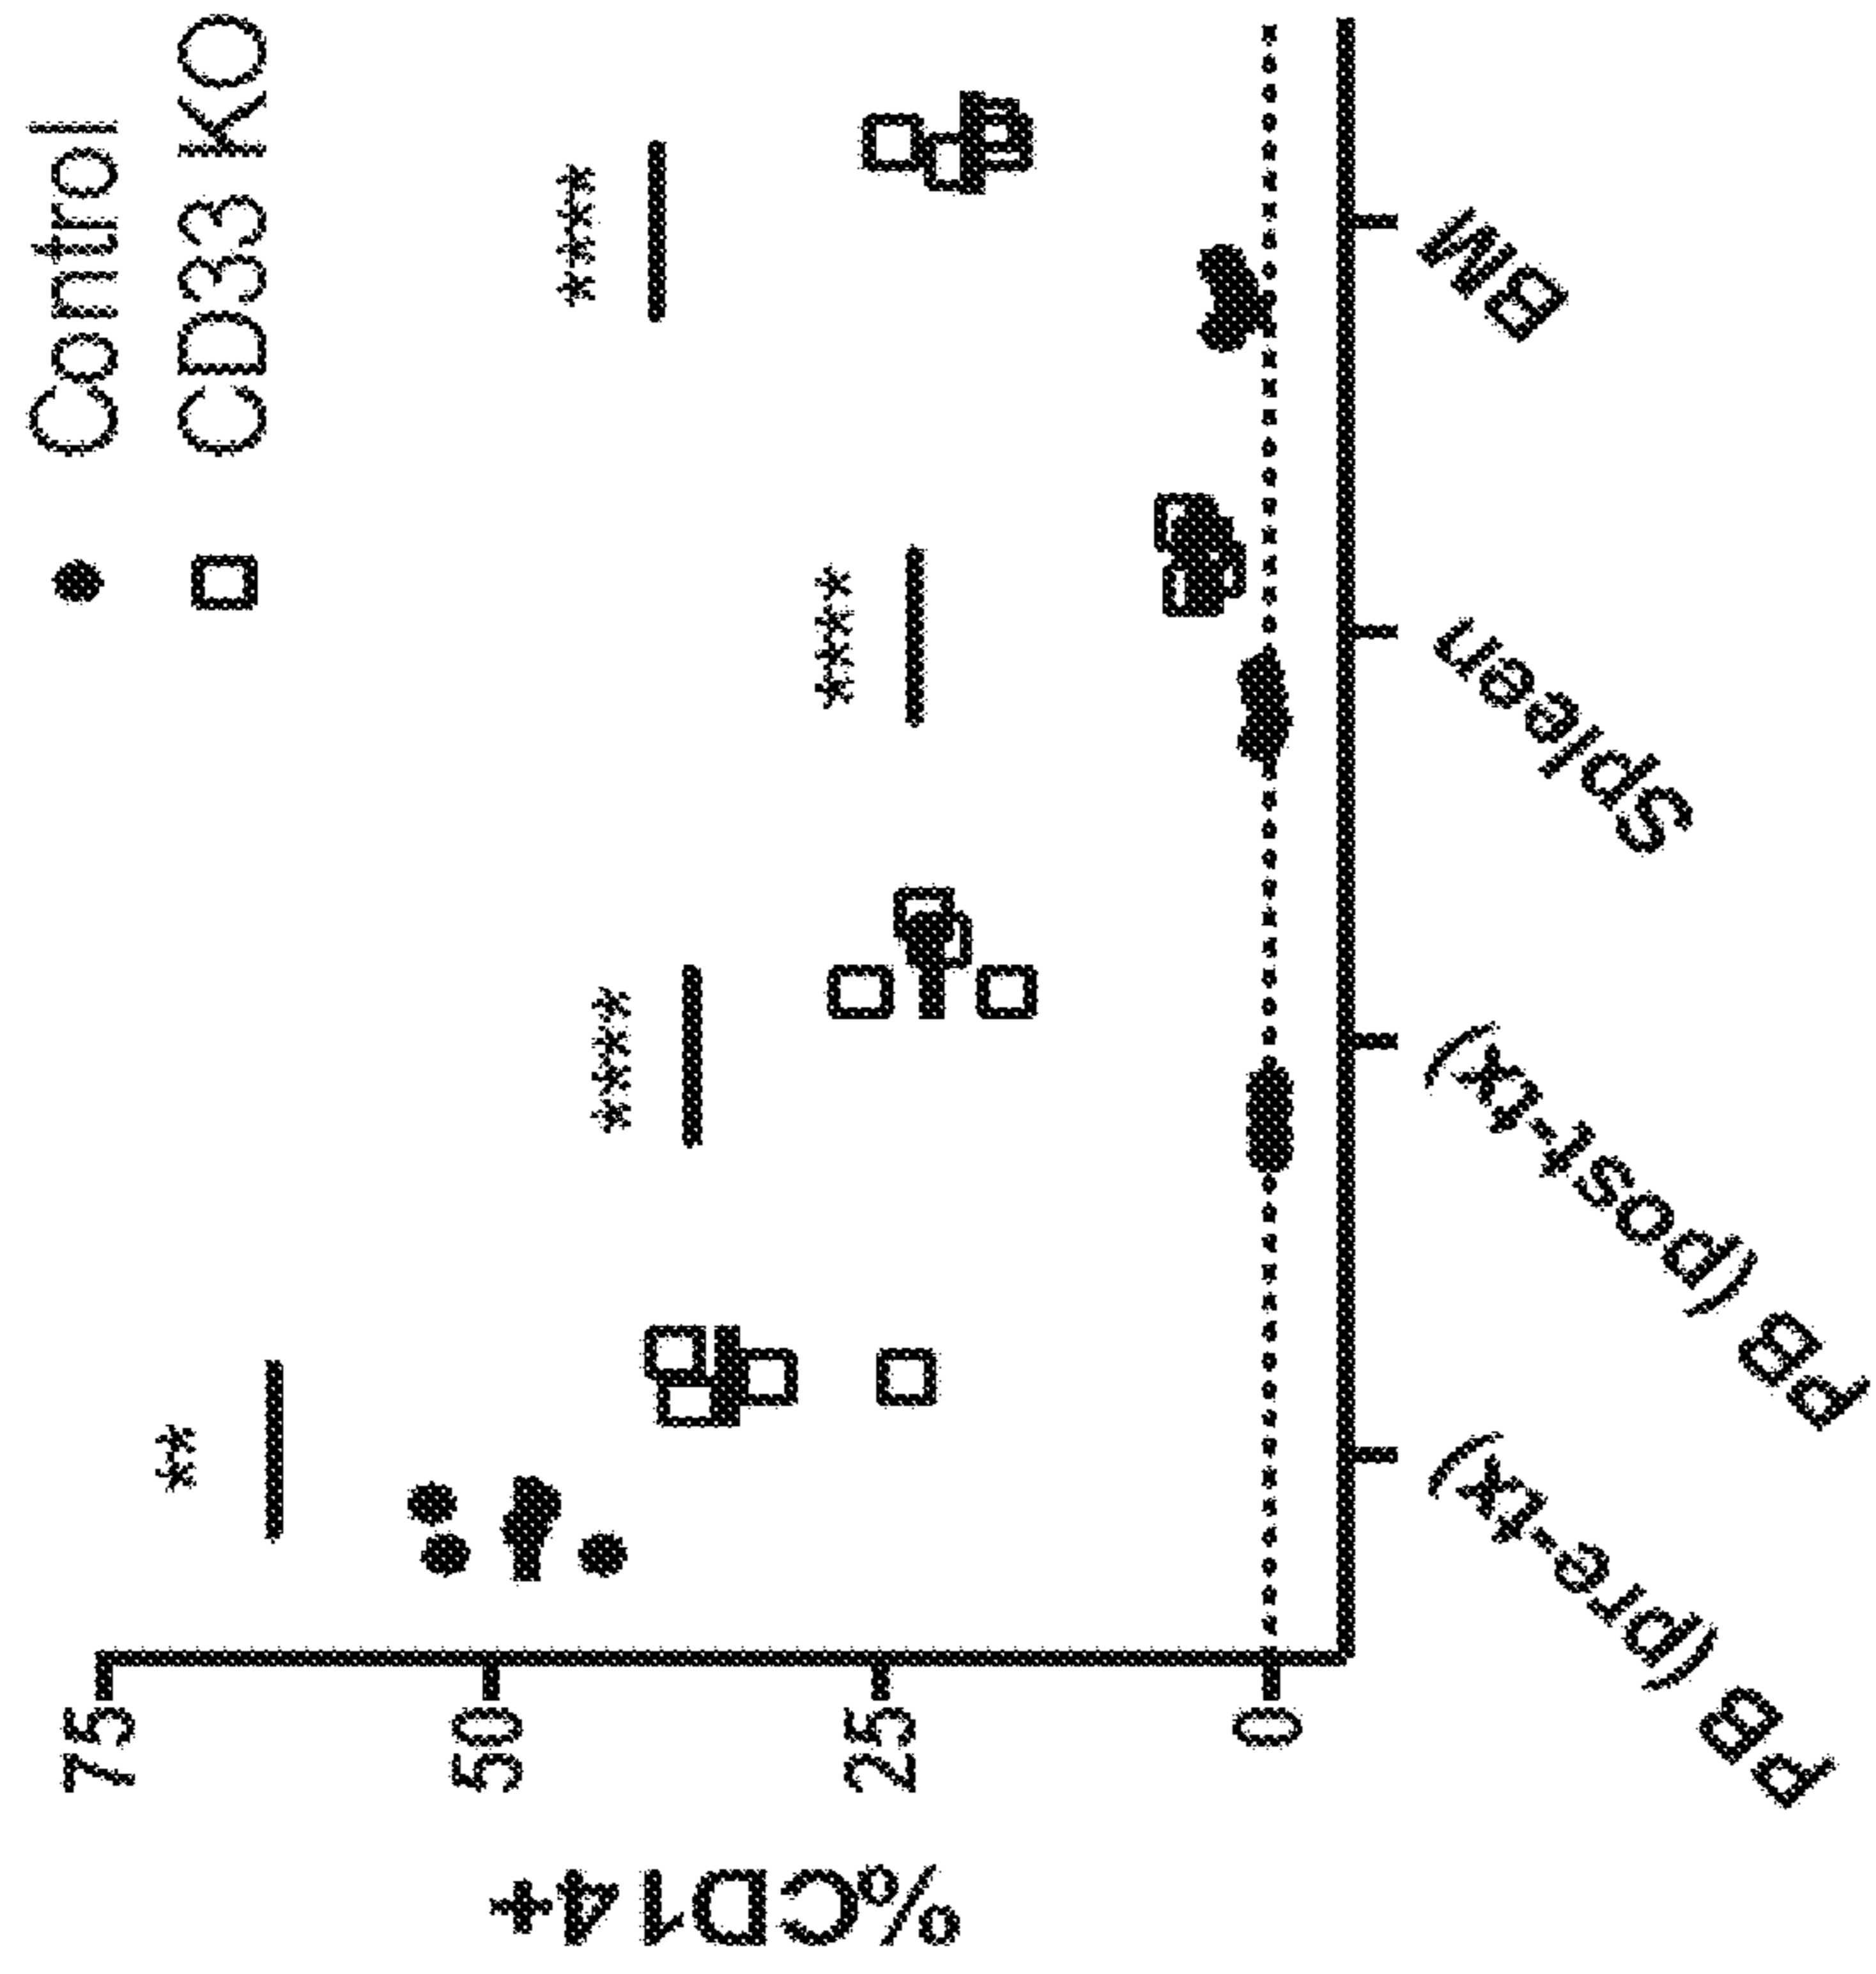 Control
CD33 KO
%CD14+
75
50
25
0
**
****
****
****
PB (pre-tx)
PB (post-tx)
Spleen
BM